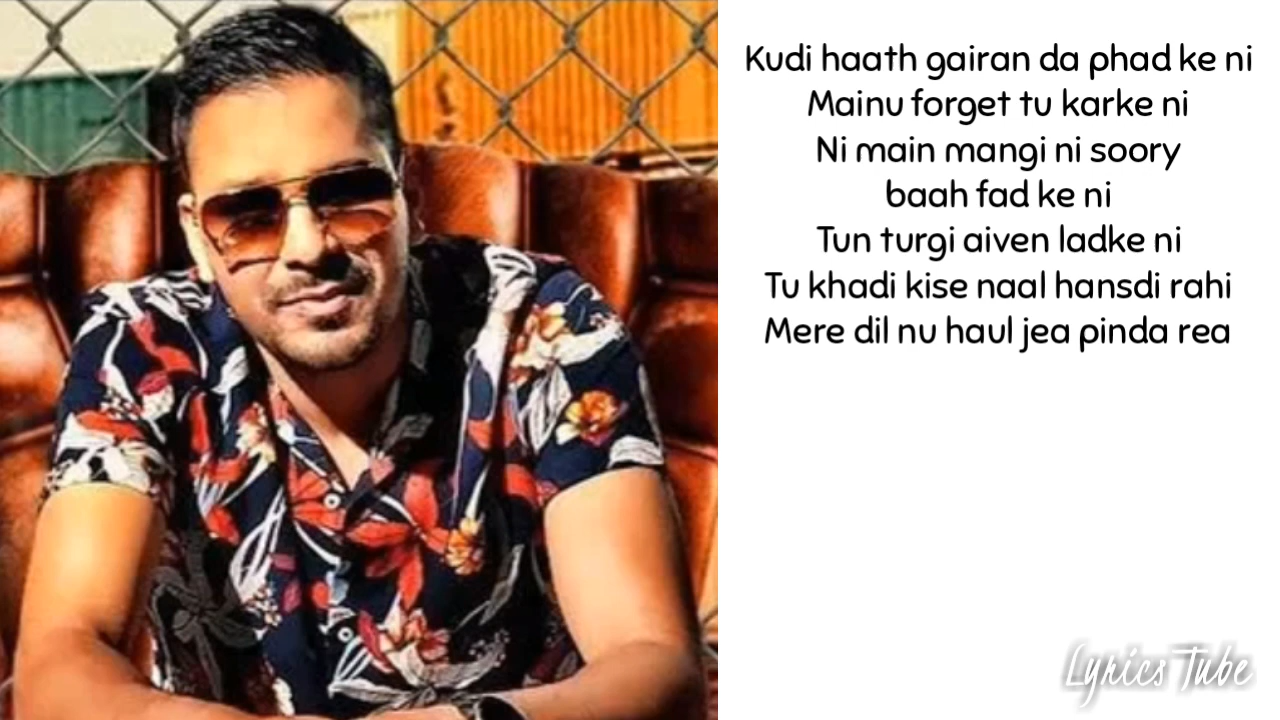 Kudi haath gairan da phad ke ni
Mainu forget tu karke ni
Ni main mangi ni soory
baah fad ke ni
Tun turgi aiven ladke ni
Tu khadi kise naal hansdi rahi
Mere dil nu haul jea pinda rea
Lyrics Tube